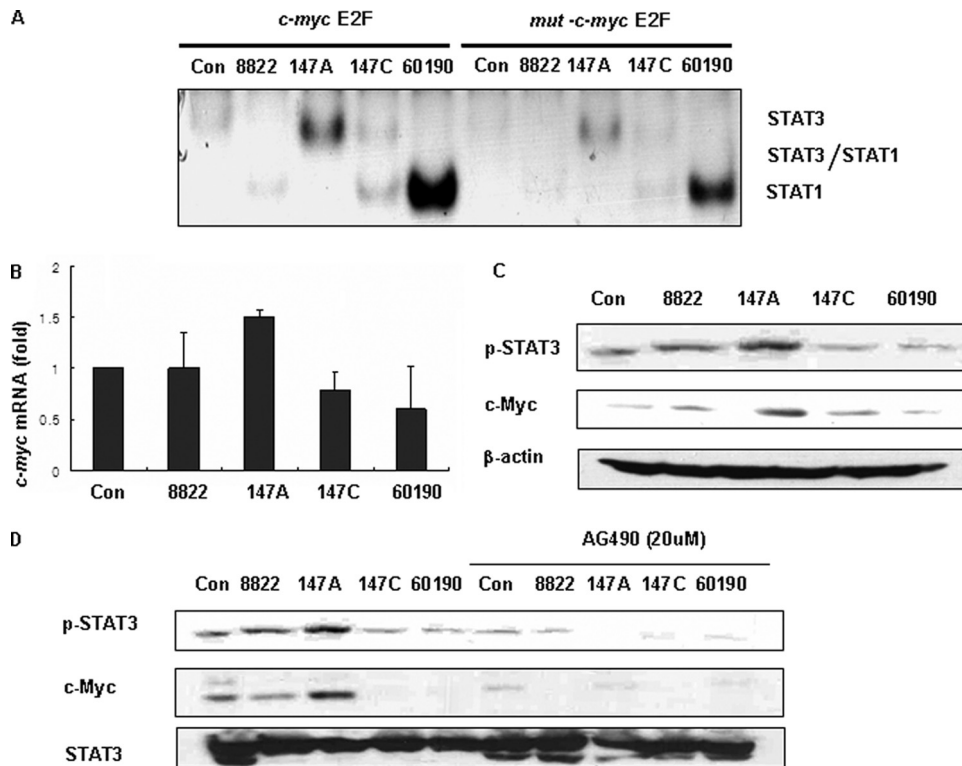 A
c-myc E2F mut -c-myc E2F
Con 8822 147A 147C 60190 Con 8822 147A 147C 60190
STAT3
STAT3/STAT1
STAT1
B
c-myc mRNA (fold)
2
1.5
1
0.5
0
Con 8822 147A 147C 60190
C
Con 8822 147A 147C 60190
p-STAT3
c-Myc
β-actin
D
AG490 (20uM)
Con 8822 147A 147C 60190 Con 8822 147A 147C 60190
p-STAT3
c-Myc
STAT3